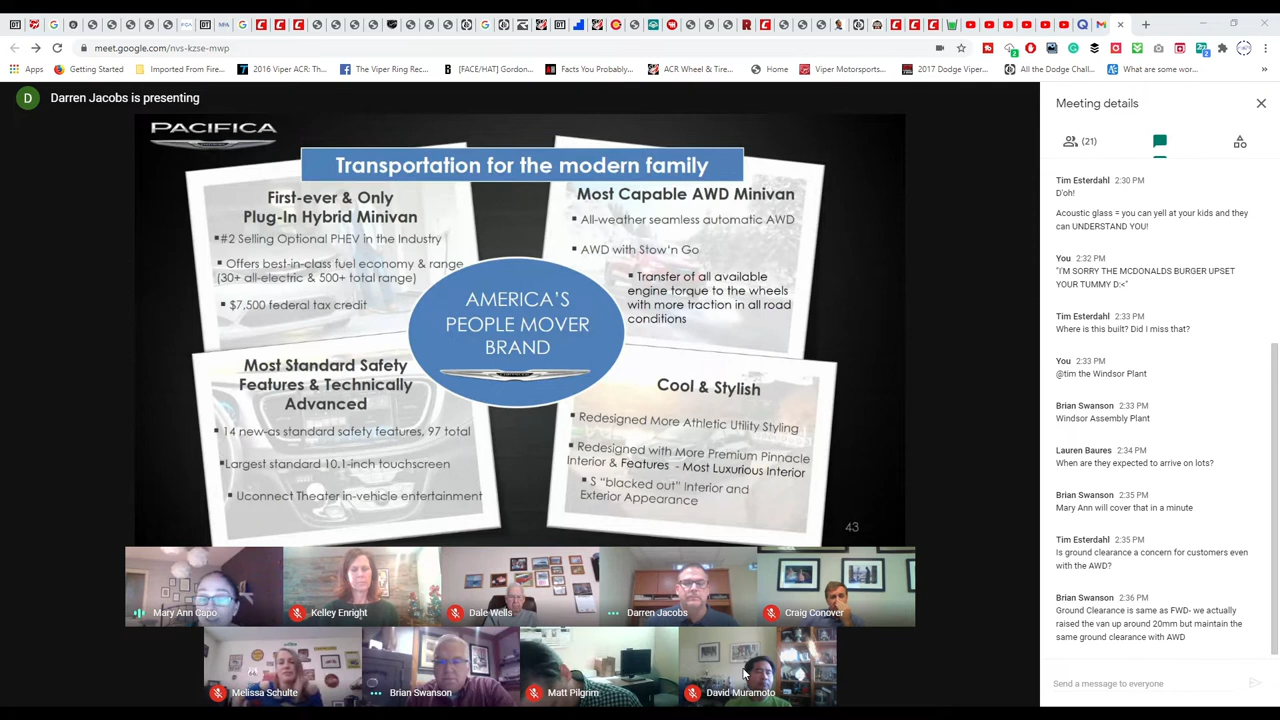 meet.google.com/nvs-kzse-mwp
Apps
Getting Started
Imported From Fire...
2016 Viper ACR: Th...
The Viper Ring Rec...
[FACE/HAT] Gordon...
Facts You Probably...
ACR Wheel & Tire...
Home
Viper Motorsports...
2017 Dodge Viper...
All the Dodge Chall...
What are some wor...
D
Darren Jacobs is presenting
PACIFICA
Transportation for the modern family
First-ever & Only
Plug-In Hybrid Minivan
▪#2 Selling Optional PHEV in the Industry
▪ Offers best-in-class fuel economy & range
(30+ all-electric & 500+ total range)
▪ $7,500 federal tax credit
Most Capable AWD Minivan
▪ All-weather seamless automatic AWD
▪ AWD with Stow'n Go
▪ Transfer of all available
engine torque to the wheels
with more traction in all road
conditions
AMERICA'S
PEOPLE MOVER
BRAND
Most Standard Safety
Features & Technically
Advanced
▪ 14 new-as standard safety features, 97 total
▪Largest standard 10.1-inch touchscreen
▪ Uconnect Theater in-vehicle entertainment
Cool & Stylish
▪ Redesigned More Athletic Utility Styling
▪ Redesigned with More Premium Pinnacle
Interior & Features - Most Luxurious Interior
▪ S “blacked out” Interior and
Exterior Appearance
43
Mary Ann Capo
Kelley Enright
Dale Wells
Darren Jacobs
Craig Conover
Melissa Schulte
Brian Swanson
Matt Pilgrim
David Muramoto
Meeting details
(21)
Tim Esterdahl 2:30 PM
D'oh!
Acoustic glass = you can yell at your kids and they
can UNDERSTAND YOU!
You 2:32 PM
"I'M SORRY THE MCDONALDS BURGER UPSET
YOUR TUMMY D:<"
Tim Esterdahl 2:33 PM
Where is this built? Did I miss that?
You 2:33 PM
@tim the Windsor Plant
Brian Swanson 2:33 PM
Windsor Assembly Plant
Lauren Baures 2:34 PM
When are they expected to arrive on lots?
Brian Swanson 2:35 PM
Mary Ann will cover that in a minute
Tim Esterdahl 2:35 PM
Is ground clearance a concern for customers even
with the AWD?
Brian Swanson 2:36 PM
Ground Clearance is same as FWD- we actually
raised the van up around 20mm but maintain the
same ground clearance with AWD
Send a message to everyone